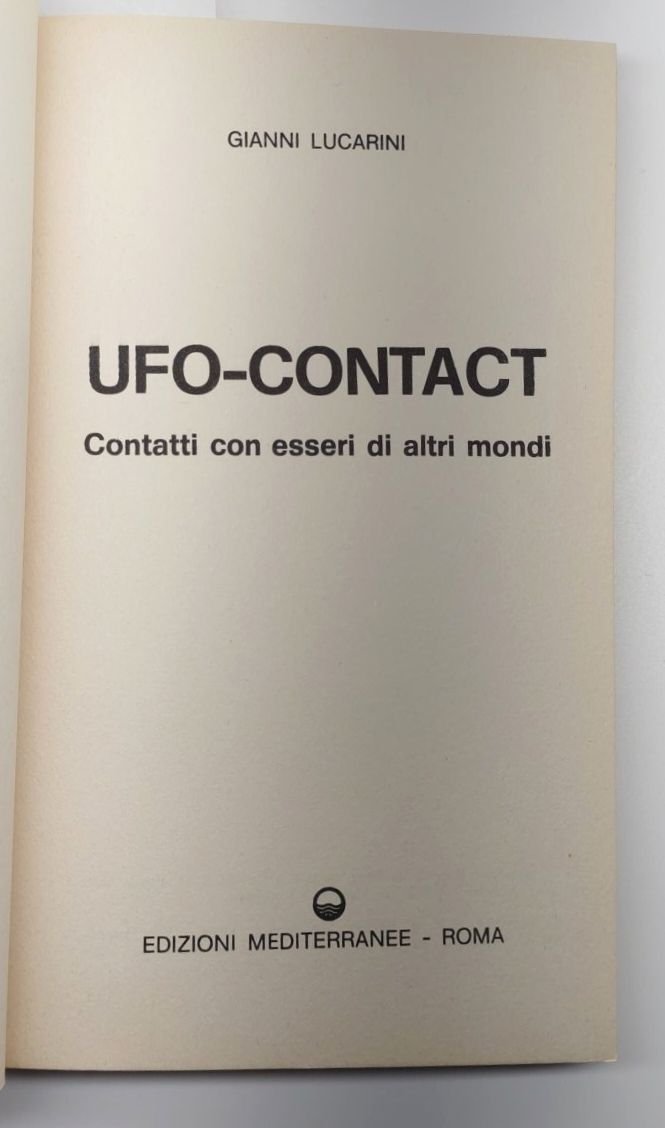 GIANNI LUCARINI
UFO-CONTACT
Contatti con esseri di altri mondi
EDIZIONI MEDITERRANEE - ROMA